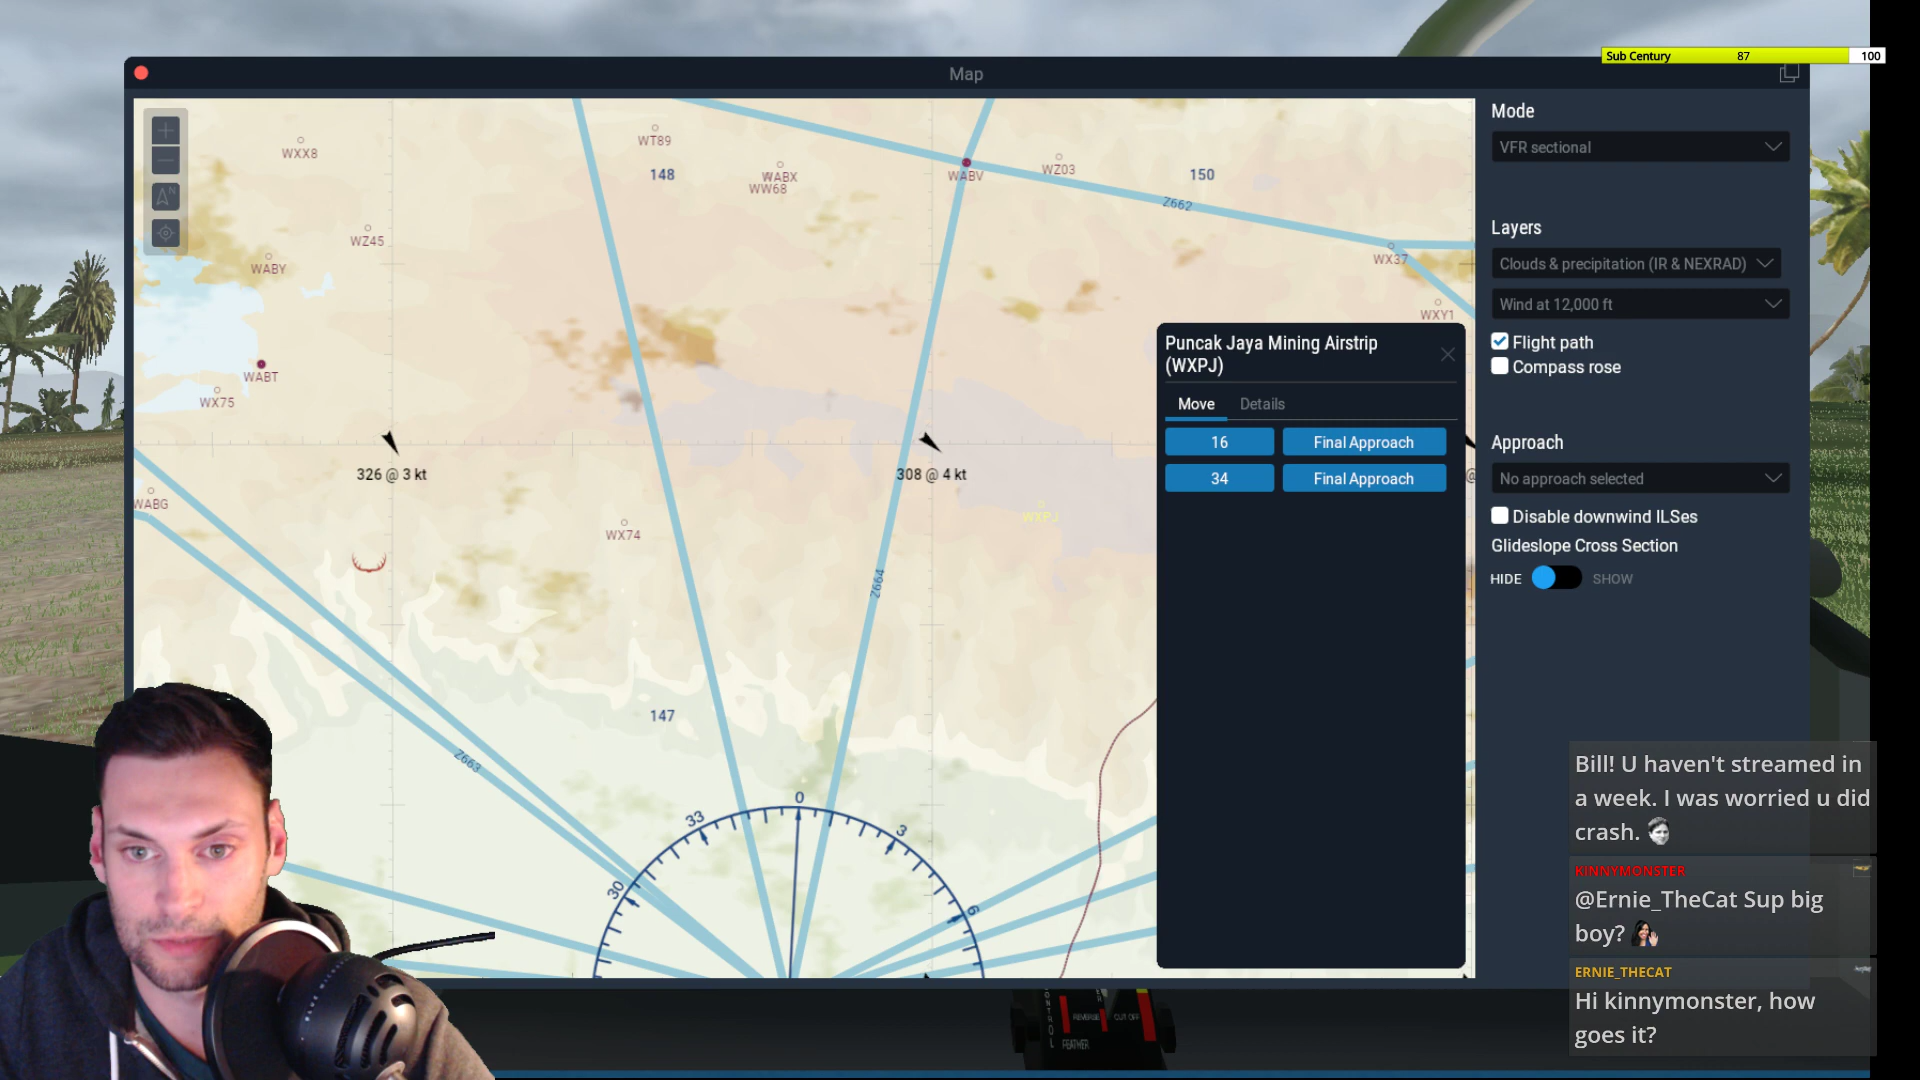 Sub Century 87 100
Map
WT89
WXX8
148
WABX
WW68
WABV
WZ03
150
Z662
WZ45
WABY
WX37
WXY1
WABT
WX75
326 @ 3 kt
308 @ 4 kt
@
WABG
WX74
WXPJ
Z664
147
Z663
0
33
3
30
6
Puncak Jaya Mining Airstrip
(WXPJ)
Move Details
16 Final Approach
34 Final Approach
Mode
VFR sectional
Layers
Clouds & precipitation (IR & NEXRAD)
Wind at 12,000 ft
Flight path
Compass rose
Approach
No approach selected
Disable downwind ILSes
Glideslope Cross Section
HIDE SHOW
Bill! U haven't streamed in
a week. I was worried u did
crash.
KINNYMONSTER
@Ernie_TheCat Sup big
boy?
ERNIE_THECAT
Hi kinnymonster, how
goes it?
REVERSE CUT OFF
FEATHER